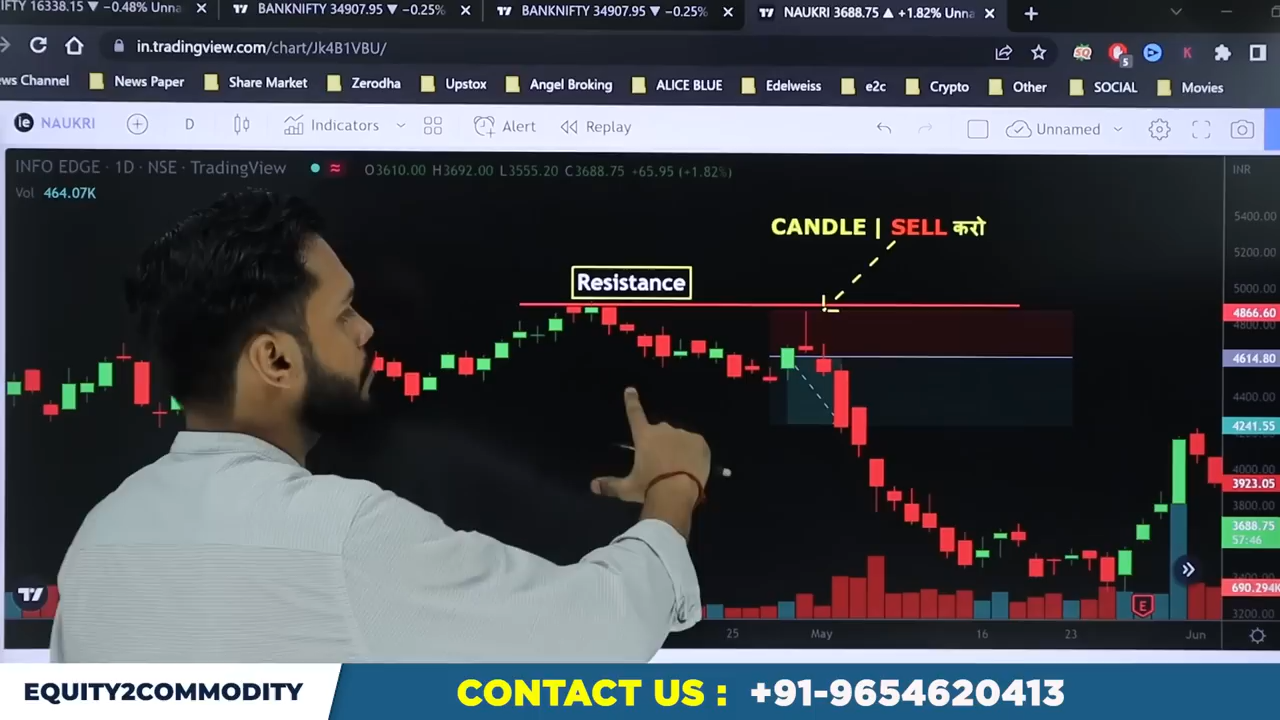 NIFTY 16338.15 ▼ −0.48% Unna
BANKNIFTY 34907.95 ▼ −0.25%
BANKNIFTY 34907.95 ▼ −0.25%
NAUKRI 3688.75 ▲ +1.82% Unna
in.tradingview.com/chart/Jk4B1VBU/
ews Channel
News Paper
Share Market
Zerodha
Upstox
Angel Broking
ALICE BLUE
Edelweiss
e2c
Crypto
Other
SOCIAL
Movies
NAUKRI
D
Indicators
Alert
Replay
Unnamed
INFO EDGE · 1D · NSE · TradingView
O3610.00 H3692.00 L3555.20 C3688.75 +65.95 (+1.82%)
INR
Vol 464.07K
CANDLE | SELL करो
Resistance
5400.00
5200.00
5000.00
4866.60
4800.00
4614.80
4400.00
4241.55
4000.00
3923.05
3800.00
3688.75
57:46
690.294K
3200.00
E
25
May
16
23
Jun
EQUITY2COMMODITY
CONTACT US : +91-9654620413